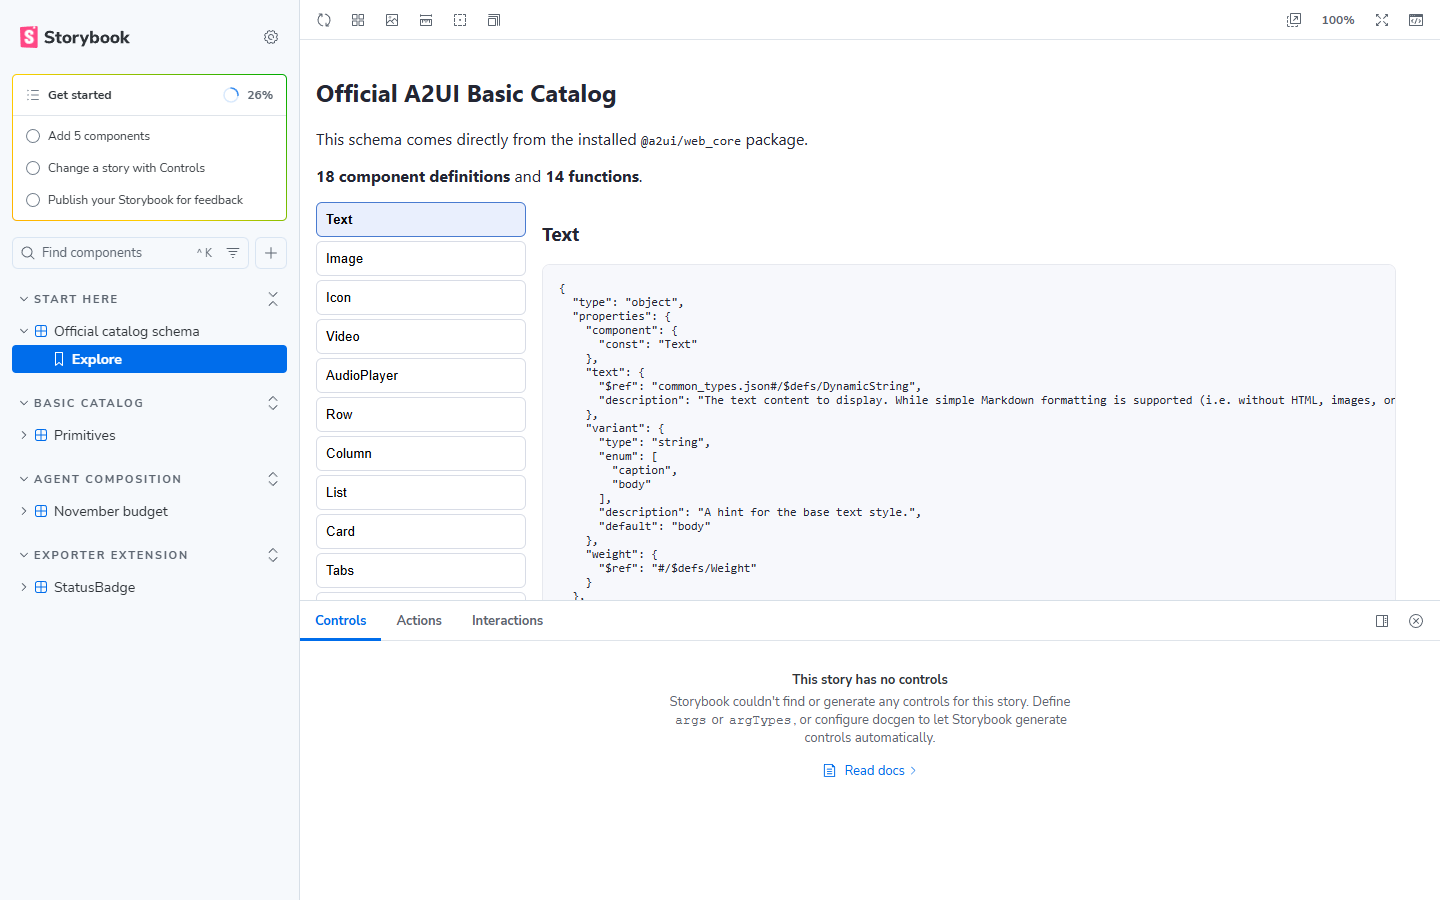 Storybook
Get started
26%
Add 5 components
Change a story with Controls
Publish your Storybook for feedback
Find components
^ K
START HERE
Official catalog schema
Explore
BASIC CATALOG
Primitives
AGENT COMPOSITION
November budget
EXPORTER EXTENSION
StatusBadge
100%
Official A2UI Basic Catalog
This schema comes directly from the installed @a2ui/web_core package.
18 component definitions and 14 functions.
Text
Image
Icon
Video
AudioPlayer
Row
Column
List
Card
Tabs
Text
{
  "type": "object",
  "properties": {
    "component": {
      "const": "Text"
    },
    "text": {
      "$ref": "common_types.json#/$defs/DynamicString",
      "description": "The text content to display. While simple Markdown formatting is supported (i.e. without HTML, images, or
    },
    "variant": {
      "type": "string",
      "enum": [
        "caption",
        "body"
      ],
      "description": "A hint for the base text style.",
      "default": "body"
    },
    "weight": {
      "$ref": "#/$defs/Weight"
    }
  },
Controls
Actions
Interactions
This story has no controls
Storybook couldn't find or generate any controls for this story. Define
args or argTypes, or configure docgen to let Storybook generate
controls automatically.
Read docs